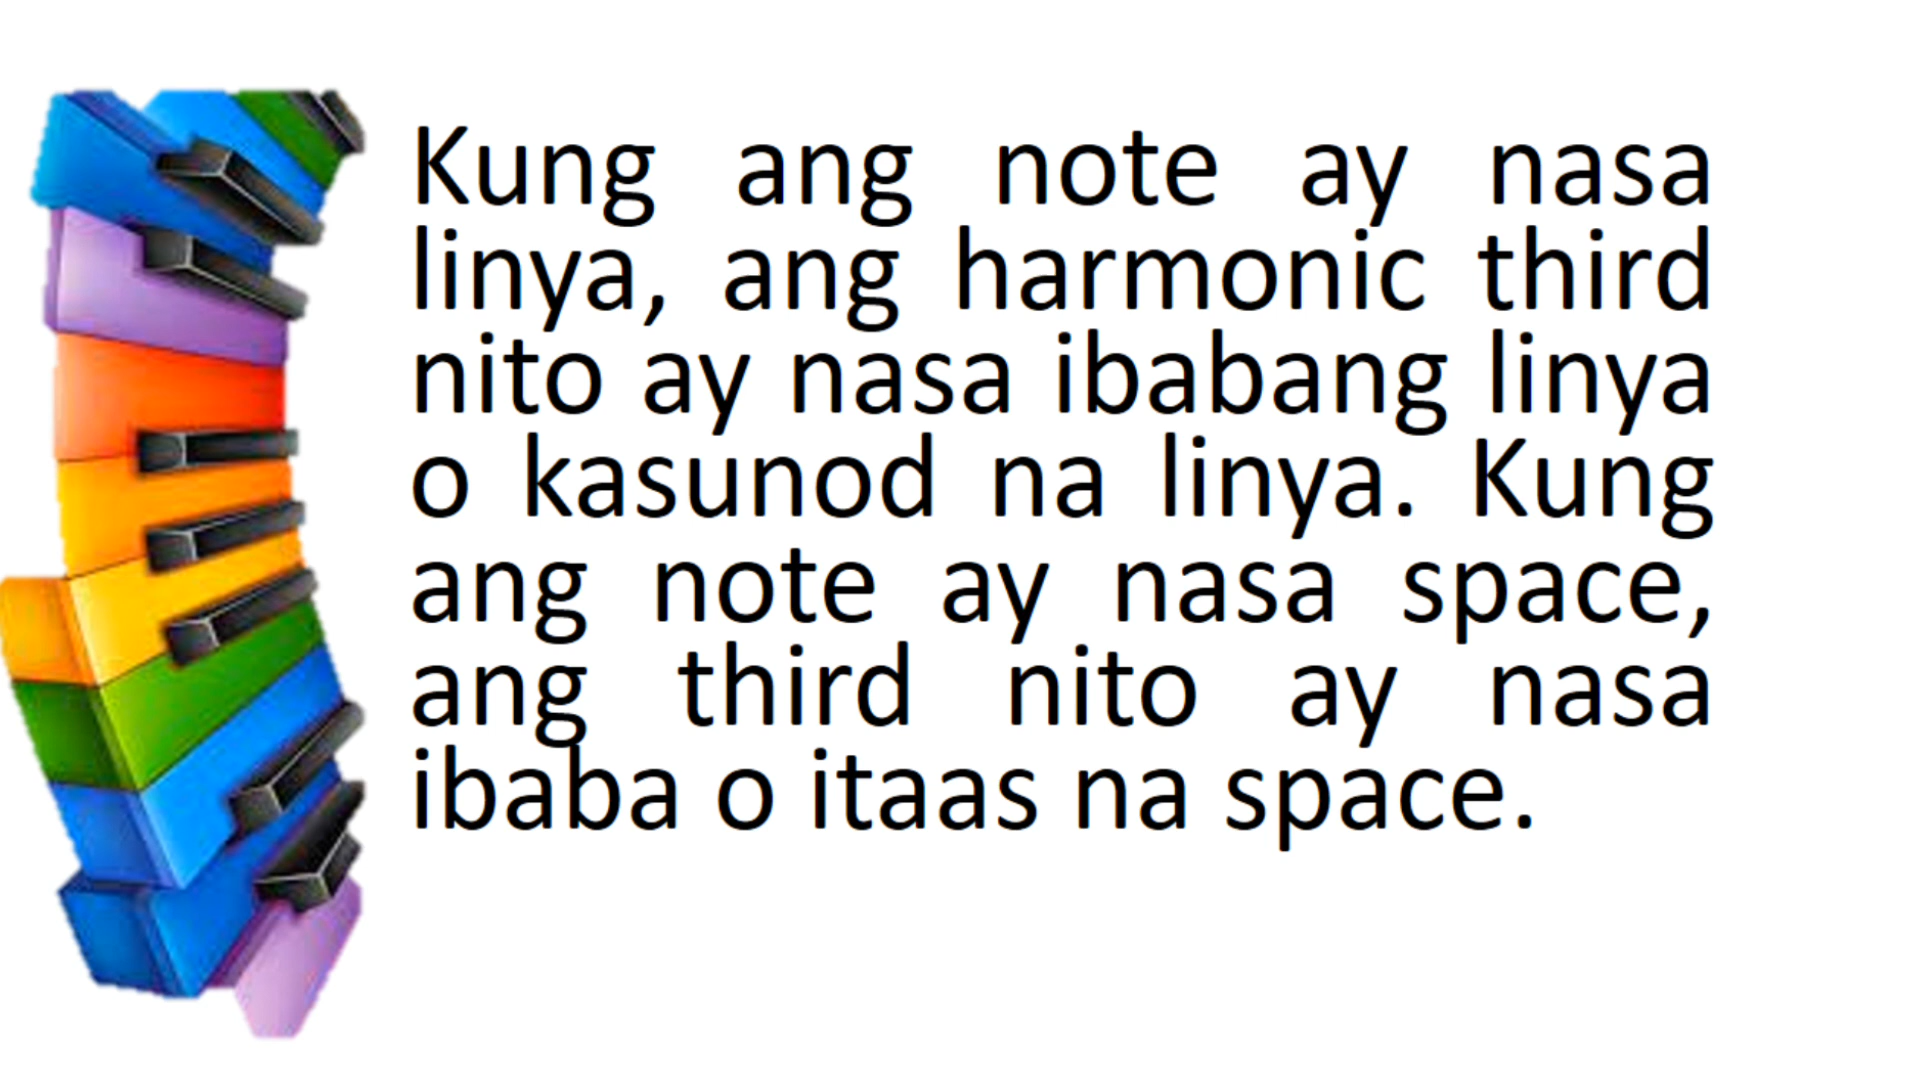 Kung ang note ay nasa
linya, ang harmonic third
nito ay nasa ibabang linya
o kasunod na linya. Kung
ang note ay nasa space,
ang third nito ay nasa
ibaba o itaas na space.